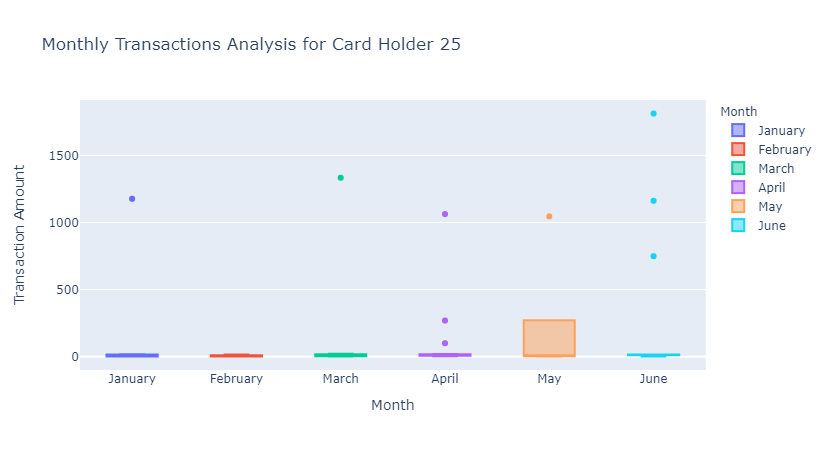 Monthly Transactions Analysis for Card Holder 25
Month
January
February
March
April
May
June
Transaction Amount
1500
1000
500
0
January February March April May June
Month